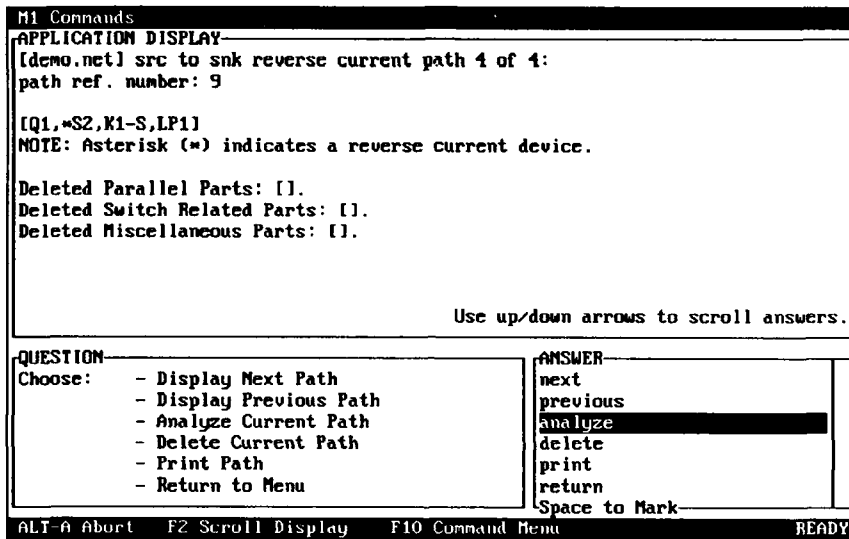 M1 Commands
APPLICATION DISPLAY
[demo.net] src to snk reverse current path 4 of 4:
path ref. number: 9
[Q1,*S2,K1-S,LP1]
NOTE: Asterisk (*) indicates a reverse current device.
Deleted Parallel Parts: [].
Deleted Switch Related Parts: [].
Deleted Miscellaneous Parts: [].
Use up/down arrows to scroll answers.
QUESTION
Choose: - Display Next Path
- Display Previous Path
- Analyze Current Path
- Delete Current Path
- Print Path
- Return to Menu
ANSWER
next
previous
analyze
delete
print
return
Space to Mark
ALT-A Abort F2 Scroll Display F10 Command Menu READY